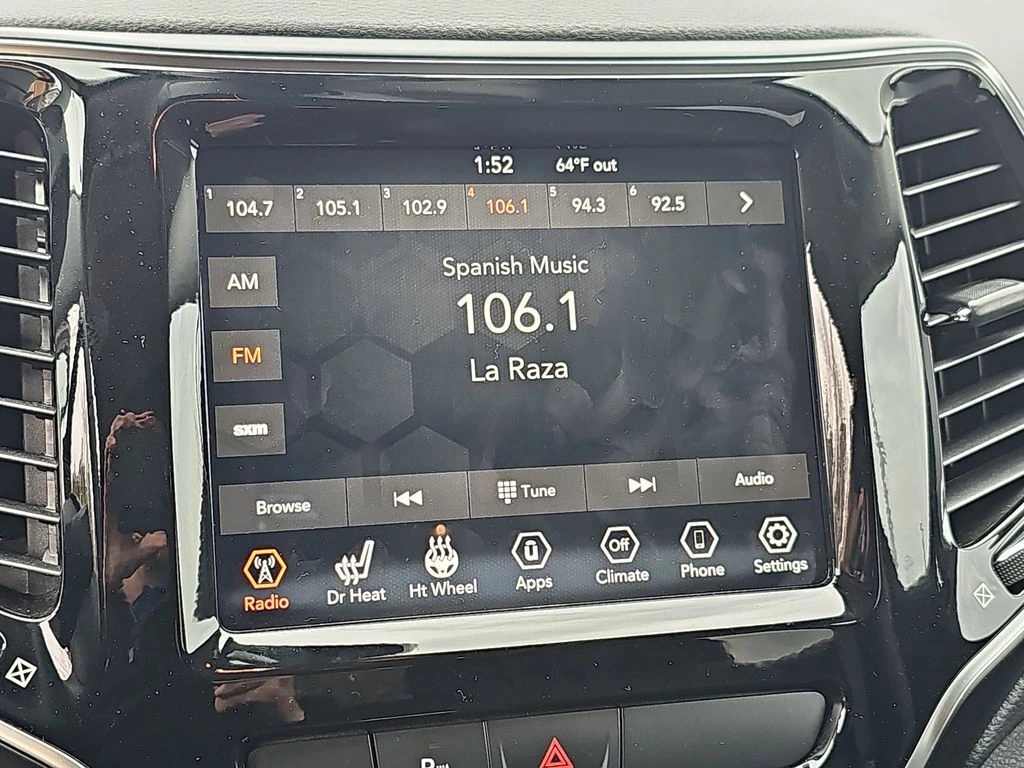 1:52 64°F out
1 104.7 2 105.1 3 102.9 4 106.1 5 94.3 6 92.5
AM
FM
sxm
Spanish Music
106.1
La Raza
Browse Tune Audio
Radio Dr Heat Ht Wheel Apps Off Climate Phone Settings